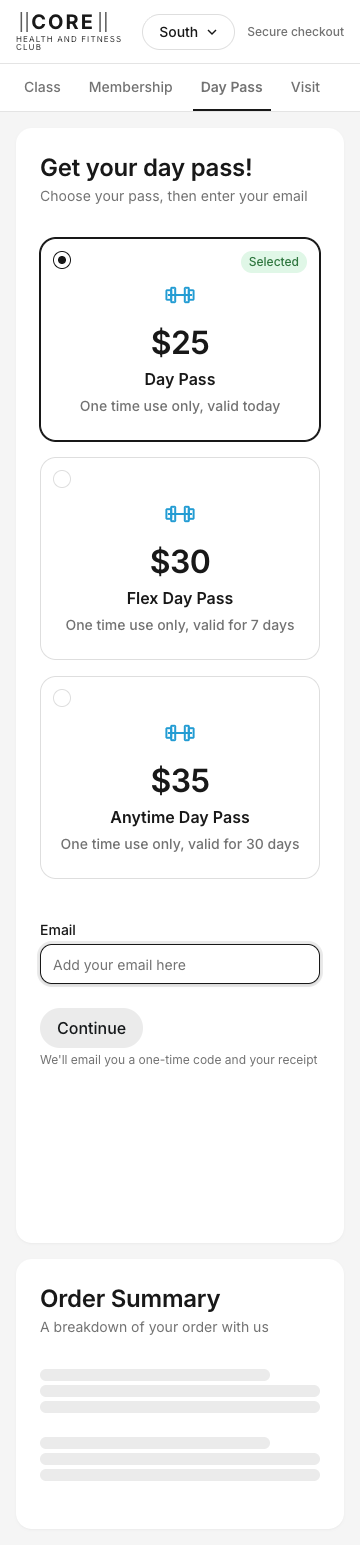 ||CORE||
HEALTH AND FITNESS
CLUB
South
Secure checkout
Class
Membership
Day Pass
Visit
Get your day pass!
Choose your pass, then enter your email
Selected
$25
Day Pass
One time use only, valid today
$30
Flex Day Pass
One time use only, valid for 7 days
$35
Anytime Day Pass
One time use only, valid for 30 days
Email
Add your email here
Continue
We'll email you a one-time code and your receipt
Order Summary
A breakdown of your order with us